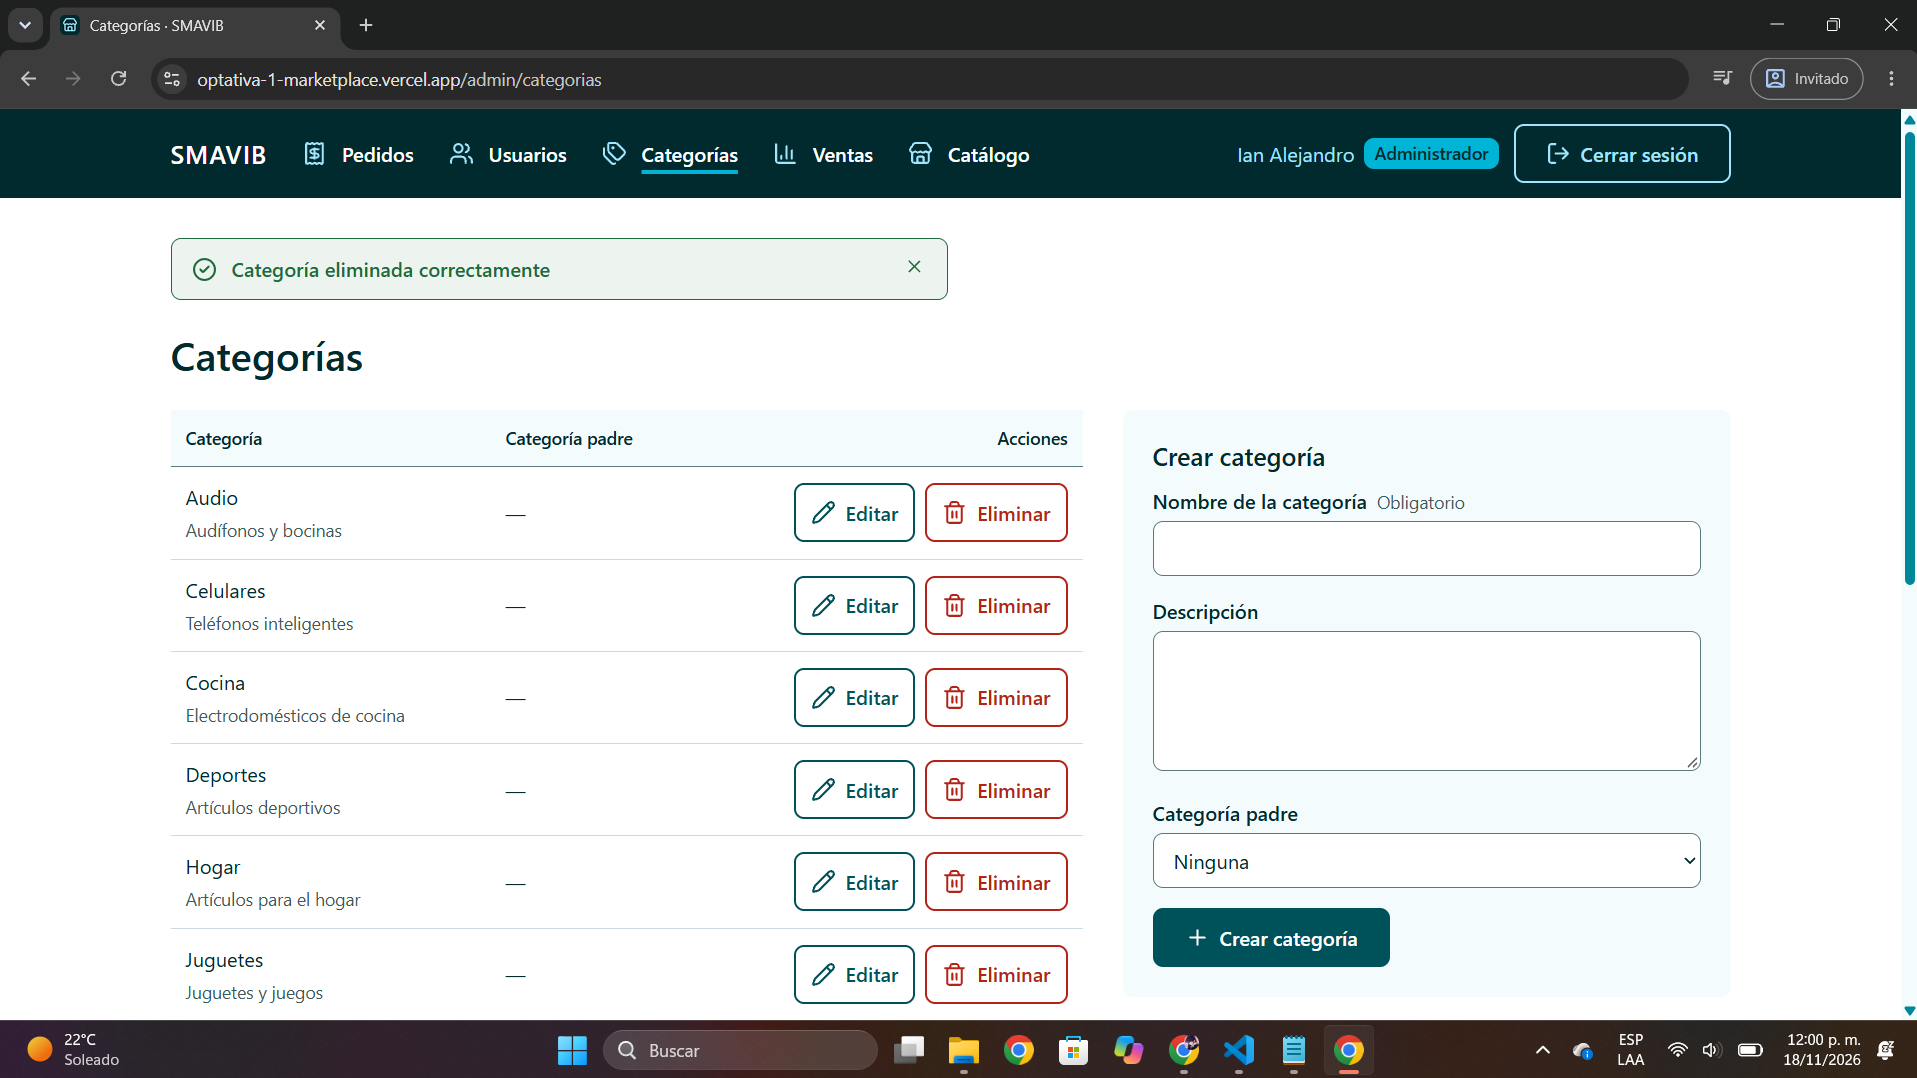 Categorías · SMAVIB
optativa-1-marketplace.vercel.app/admin/categorias
Invitado
SMAVIB
Pedidos
Usuarios
Categorías
Ventas
Catálogo
Ian Alejandro
Administrador
Cerrar sesión
Categoría eliminada correctamente
Categorías
Categoría
Categoría padre
Acciones
Audio
Audífonos y bocinas
—
Editar
Eliminar
Celulares
Teléfonos inteligentes
—
Editar
Eliminar
Cocina
Electrodomésticos de cocina
—
Editar
Eliminar
Deportes
Artículos deportivos
—
Editar
Eliminar
Hogar
Artículos para el hogar
—
Editar
Eliminar
Juguetes
Juguetes y juegos
—
Editar
Eliminar
Crear categoría
Nombre de la categoría Obligatorio
Descripción
Categoría padre
Ninguna
Crear categoría
22°C
Soleado
Buscar
ESP
LAA
12:00 p. m.
18/11/2026